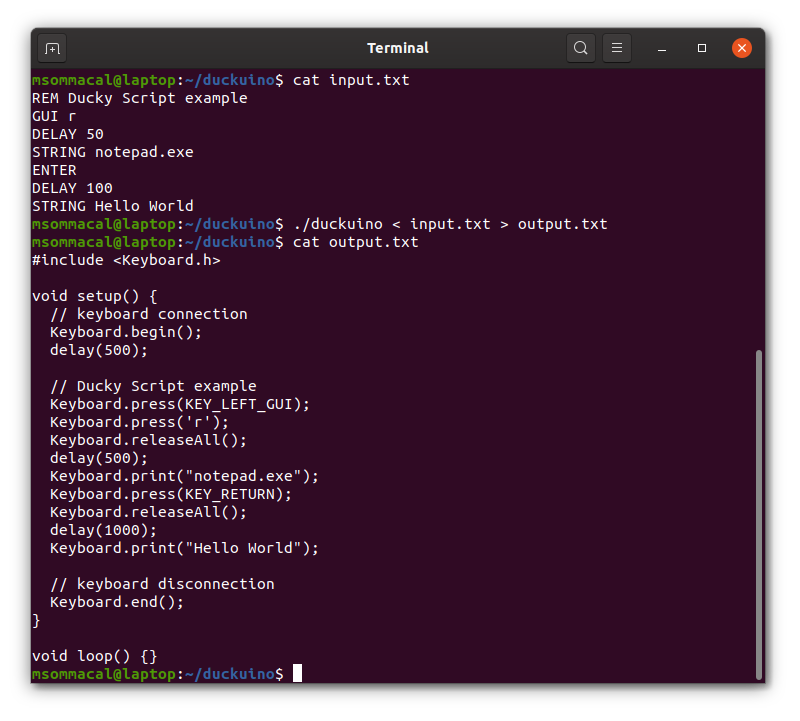 Terminal
msommacal@laptop:~/duckuino$ cat input.txt
REM Ducky Script example
GUI r
DELAY 50
STRING notepad.exe
ENTER
DELAY 100
STRING Hello World
msommacal@laptop:~/duckuino$ ./duckuino < input.txt > output.txt
msommacal@laptop:~/duckuino$ cat output.txt
#include <Keyboard.h>

void setup() {
  // keyboard connection
  Keyboard.begin();
  delay(500);

  // Ducky Script example
  Keyboard.press(KEY_LEFT_GUI);
  Keyboard.press('r');
  Keyboard.releaseAll();
  delay(500);
  Keyboard.print("notepad.exe");
  Keyboard.press(KEY_RETURN);
  Keyboard.releaseAll();
  delay(1000);
  Keyboard.print("Hello World");

  // keyboard disconnection
  Keyboard.end();
}

void loop() {}
msommacal@laptop:~/duckuino$